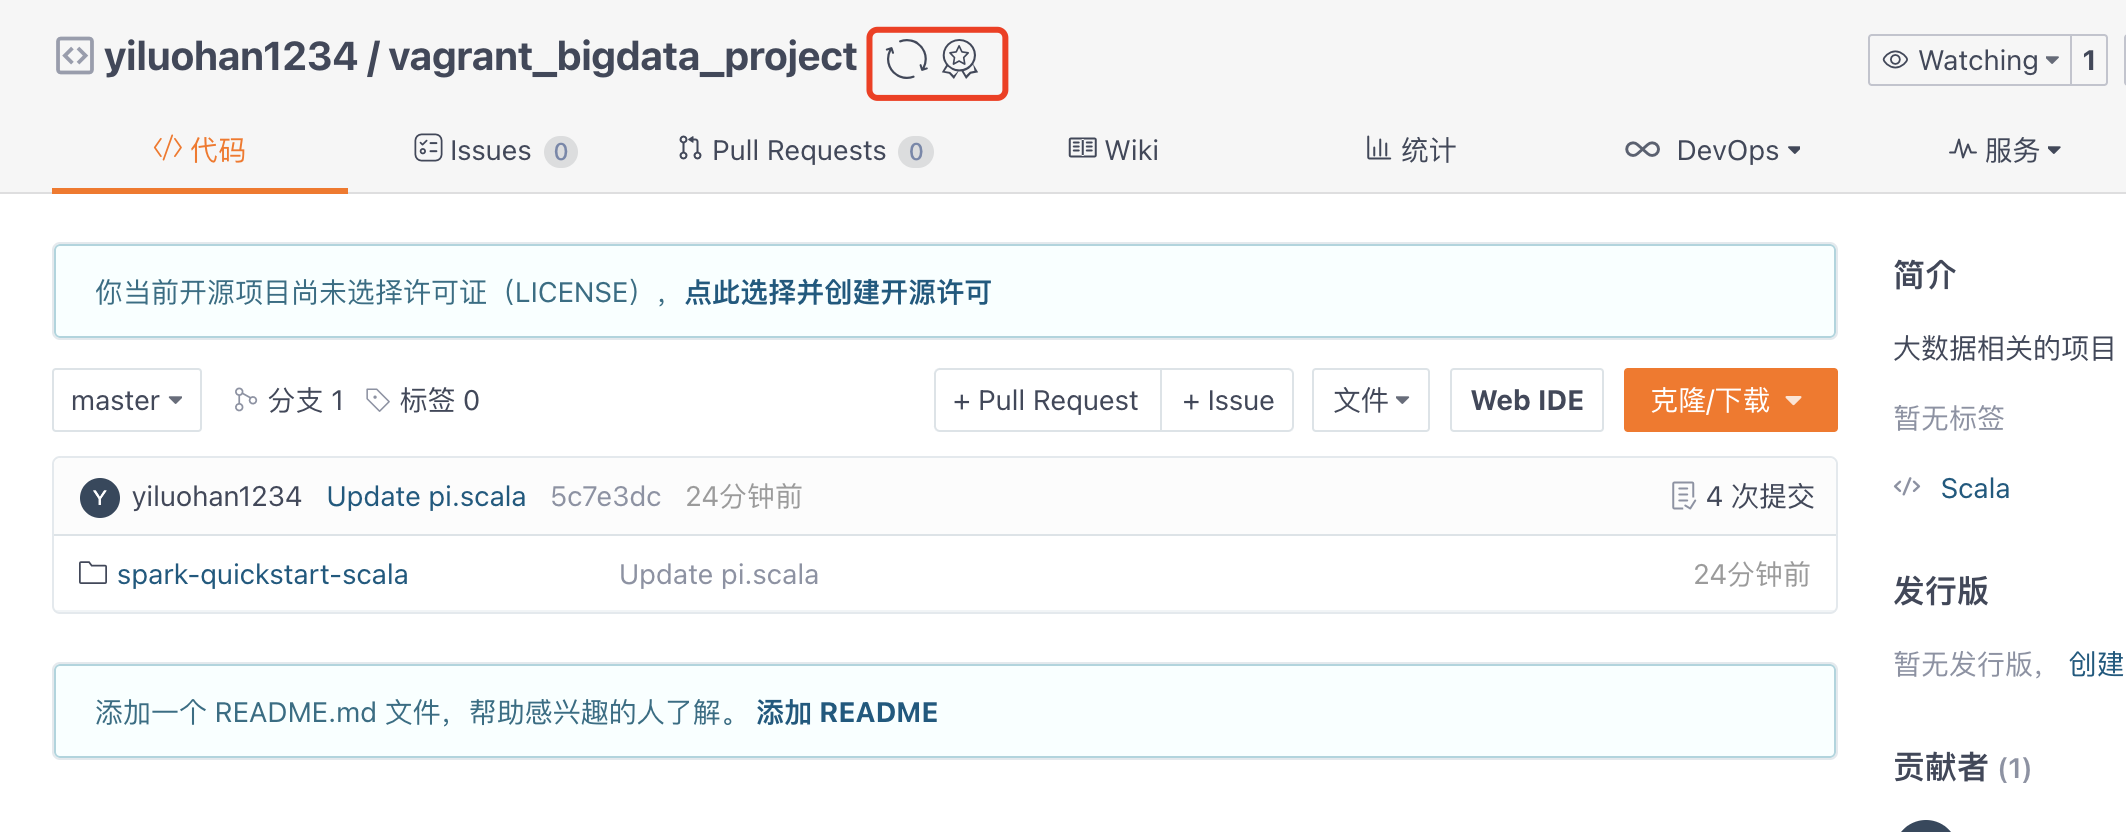 yiluohan1234 / vagrant_bigdata_project
Watching 1
代码 Issues 0 Pull Requests 0 Wiki 统计 DevOps 服务
你当前开源项目尚未选择许可证（LICENSE），点此选择并创建开源许可
master 分支 1 标签 0 + Pull Request + Issue 文件 Web IDE 克隆/下载
Y yiluohan1234 Update pi.scala 5c7e3dc 24分钟前 4 次提交
spark-quickstart-scala Update pi.scala 24分钟前
添加一个 README.md 文件，帮助感兴趣的人了解。 添加 README
简介
大数据相关的项目
暂无标签
Scala
发行版
暂无发行版， 创建
贡献者 (1)